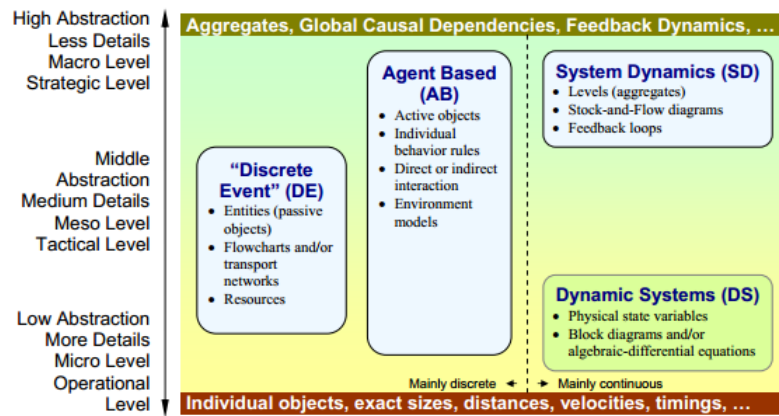 High Abstraction
Less Details
Macro Level
Strategic Level
Middle
Abstraction
Medium Details
Meso Level
Tactical Level
Low Abstraction
More Details
Micro Level
Operational
Level
Aggregates, Global Causal Dependencies, Feedback Dynamics, …
“Discrete
Event” (DE)
• Entities (passive
objects)
• Flowcharts and/or
transport
networks
• Resources
Agent Based
(AB)
• Active objects
• Individual
behavior rules
• Direct or indirect
interaction
• Environment
models
System Dynamics (SD)
• Levels (aggregates)
• Stock-and-Flow diagrams
• Feedback loops
Dynamic Systems (DS)
• Physical state variables
• Block diagrams and/or
algebraic-differential equations
Mainly discrete
Mainly continuous
Individual objects, exact sizes, distances, velocities, timings, …